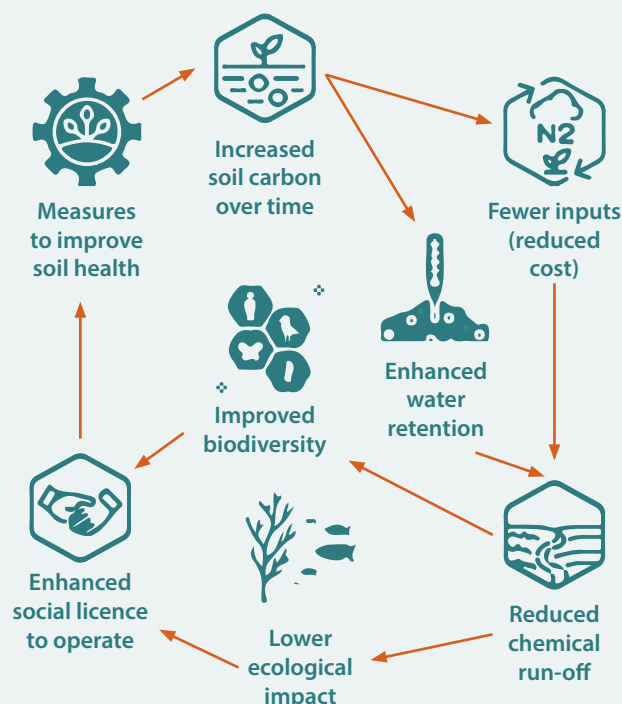 Increased
soil carbon
over time
N2
Measures
to improve
soil health
Fewer inputs
(reduced
cost)
Enhanced
water
retention
Improved
biodiversity
Enhanced
social licence
to operate
Lower
ecological
impact
Reduced
chemical
run-off